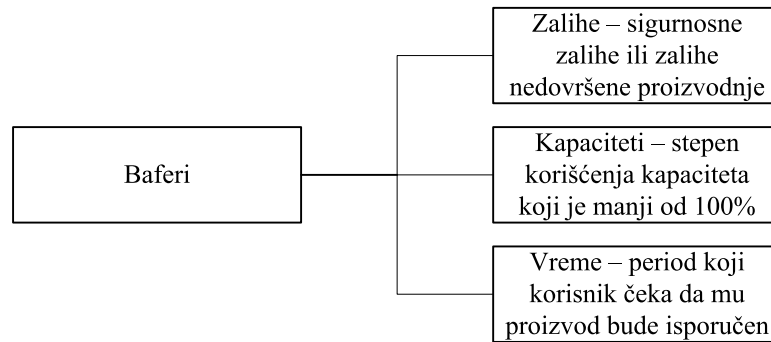 Baferi
Zalihe – sigurnosne
zalihe ili zalihe
nedovršene proizvodnje
Kapaciteti – stepen
korišćenja kapaciteta
koji je manji od 100%
Vreme – period koji
korisnik čeka da mu
proizvod bude isporučen